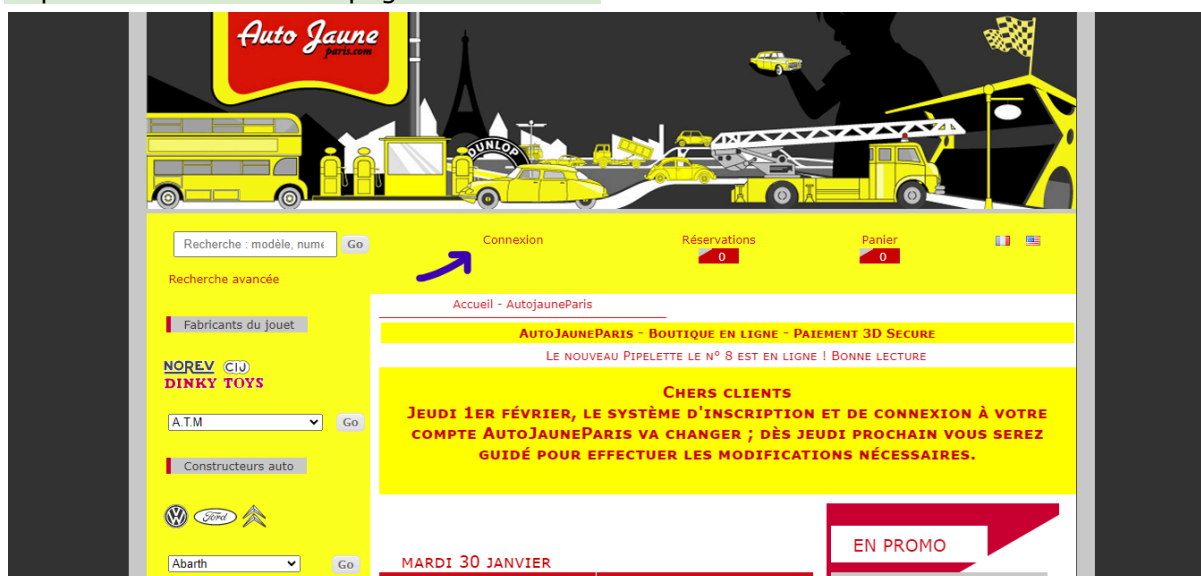 Auto Jaune
paris.com
DUNLOP
Recherche : modèle, numé
Go
Connexion
Réservations
0
Panier
0
Recherche avancée
Accueil - AutojauneParis
Fabricants du jouet
AutoJauneParis - Boutique en ligne - Paiement 3D Secure
Le nouveau Pipelette le n° 8 est en ligne ! Bonne lecture
NOREV CIJ
DINKY TOYS
Chers clients
Jeudi 1er février, le système d'inscription et de connexion à votre
compte AutoJauneParis va changer ; dès jeudi prochain vous serez
guidé pour effectuer les modifications nécessaires.
A.T.M
Go
Constructeurs auto
VW Ford
EN PROMO
Abarth
Go
mardi 30 janvier